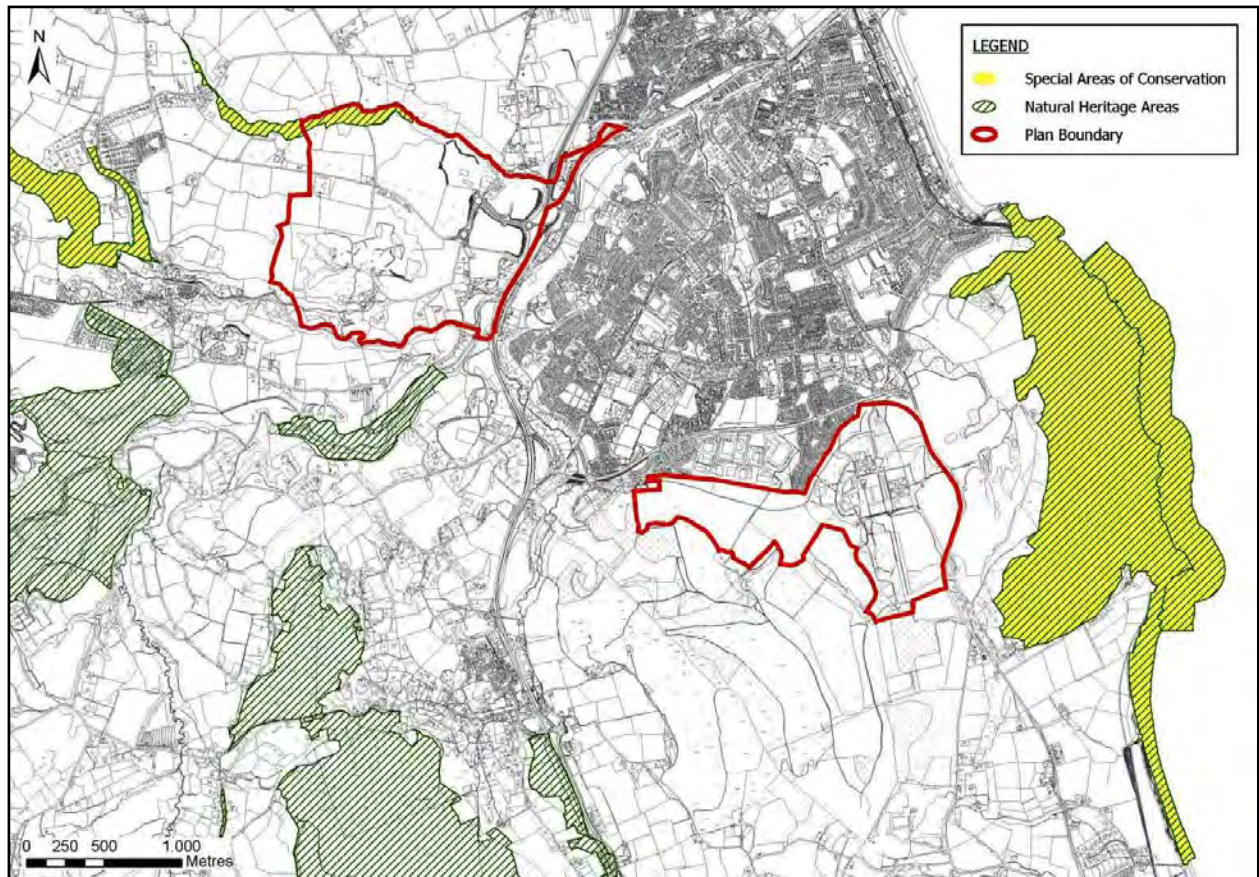 N
LEGEND
Special Areas of Conservation
Natural Heritage Areas
Plan Boundary
0 250 500 1.000
Metres